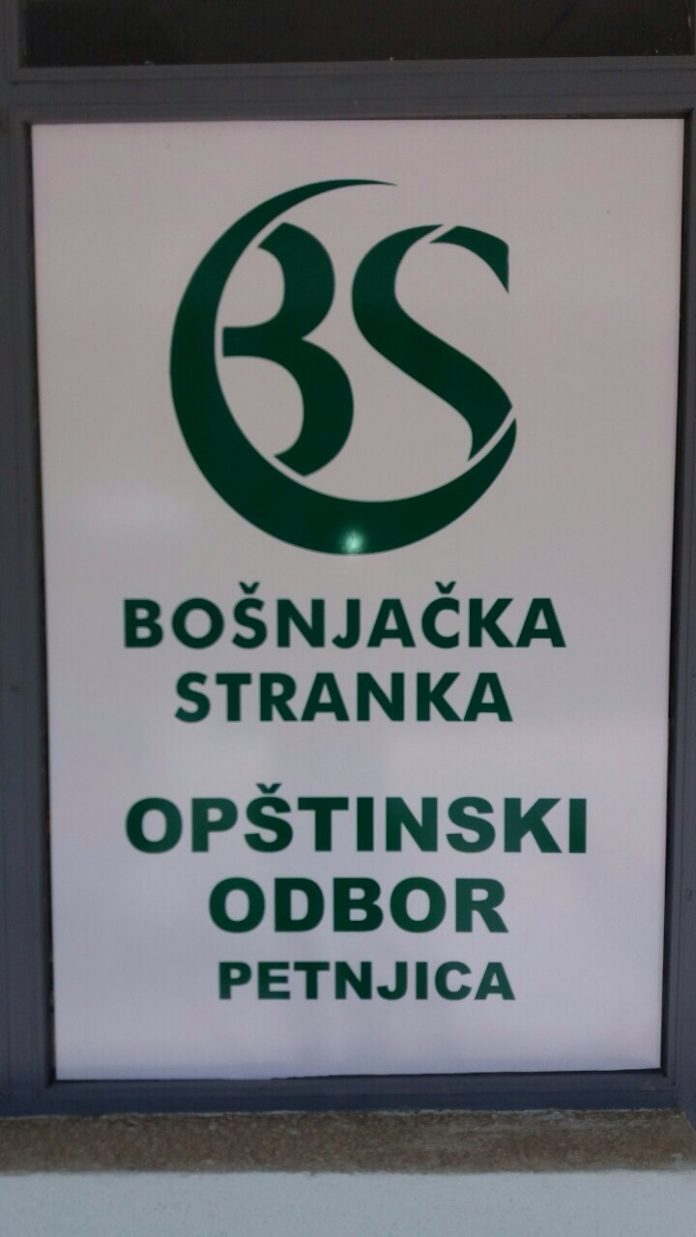 BS
BOŠNJAČKA
STRANKA
OPŠTINSKI
ODBOR
PETNJICA